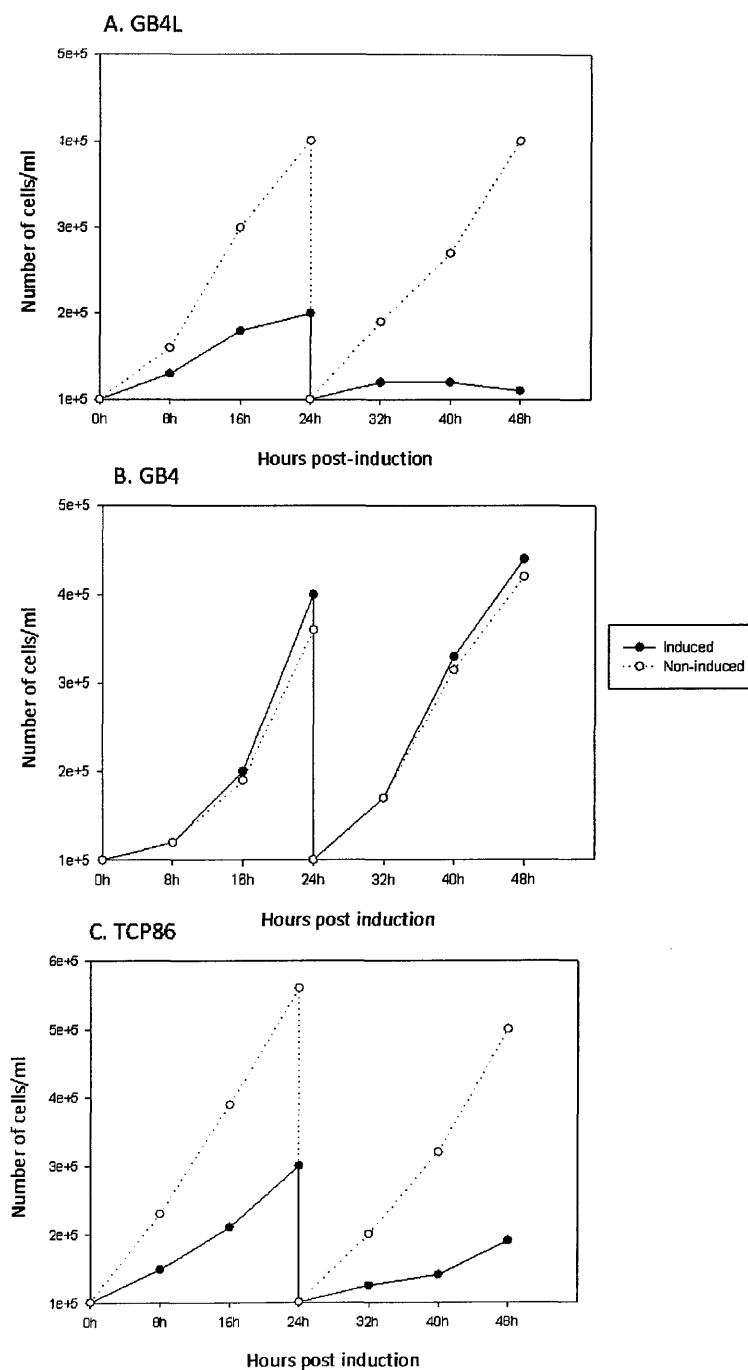 A. GB4L
5e+5
1e+5
3e+5
2e+5
1e+5
Number of cells/ml
0h 8h 16h 24h 32h 40h 48h
Hours post-induction
B. GB4
5e+5
4e+5
3e+5
2e+5
1e+5
Number of cells/ml
0h 8h 16h 24h 32h 40h 48h
Hours post induction
Induced
Non-induced
C. TCP86
6e+5
5e+5
4e+5
3e+5
2e+5
1e+5
Number of cells/ml
0h 8h 16h 24h 32h 40h 48h
Hours post induction